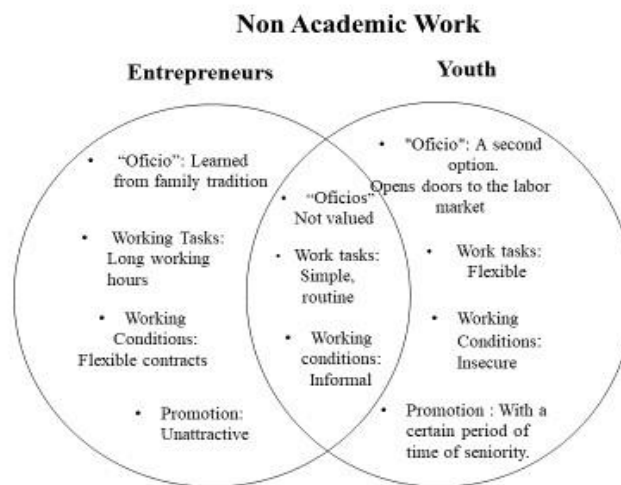 Non Academic Work
Entrepreneurs
Youth
• “Oficio”: Learned
from family tradition
• Working Tasks:
Long working
hours
• Working
Conditions:
Flexible contracts
• Promotion:
Unattractive
• “Oficios”
Not valued
• Work tasks:
Simple,
routine
• Working
conditions:
Informal
• "Oficio": A second
option.
Opens doors to the labor
market
• Work tasks:
Flexible
• Working
Conditions:
Insecure
• Promotion : With a
certain period of
time of seniority.